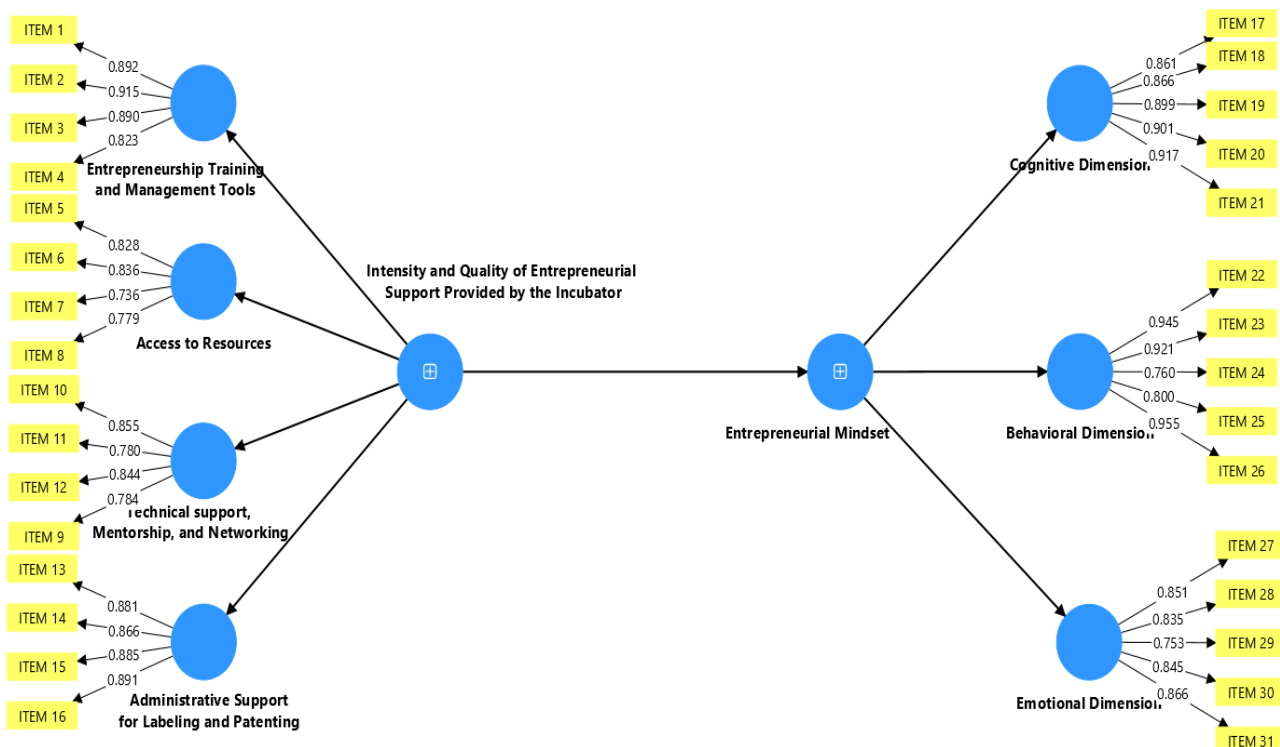 ITEM 1
0.892
ITEM 2
0.915
ITEM 3
0.890
ITEM 4
0.823
Entrepreneurship Training
and Management Tools
ITEM 5
0.828
ITEM 6
0.836
ITEM 7
0.736
ITEM 8
0.779
Access to Resources
ITEM 10
0.855
ITEM 11
0.780
ITEM 12
0.844
ITEM 9
0.784
Technical support,
Mentorship, and Networking
ITEM 13
0.881
ITEM 14
0.866
ITEM 15
0.885
ITEM 16
0.891
Administrative Support
for Labeling and Patenting
Intensity and Quality of Entrepreneurial
Support Provided by the Incubator
Entrepreneurial Mindset
ITEM 17
0.861
ITEM 18
0.866
ITEM 19
0.899
ITEM 20
0.901
ITEM 21
0.917
Cognitive Dimension
ITEM 22
0.945
ITEM 23
0.921
ITEM 24
0.760
ITEM 25
0.800
ITEM 26
0.955
Behavioral Dimension
ITEM 27
0.851
ITEM 28
0.835
ITEM 29
0.753
ITEM 30
0.845
ITEM 31
0.866
Emotional Dimension